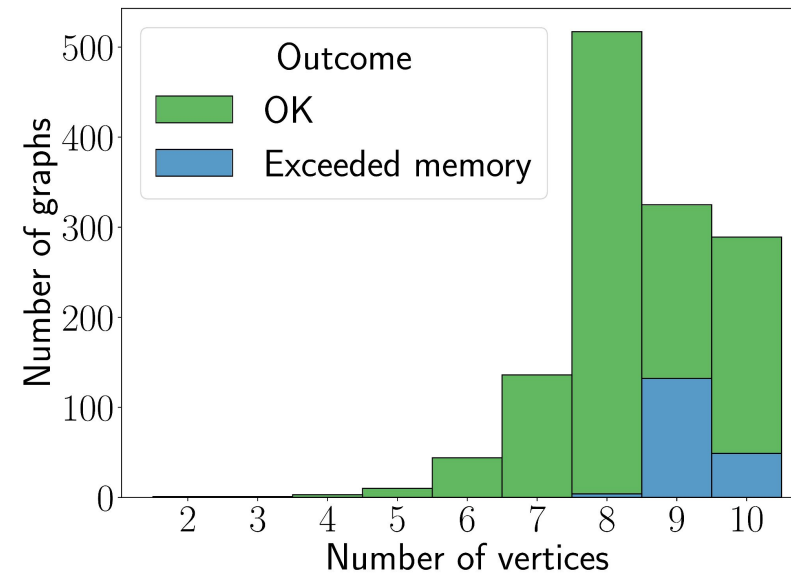 Outcome
OK
Exceeded memory
Number of graphs
500
400
300
200
100
0
2 3 4 5 6 7 8 9 10
Number of vertices